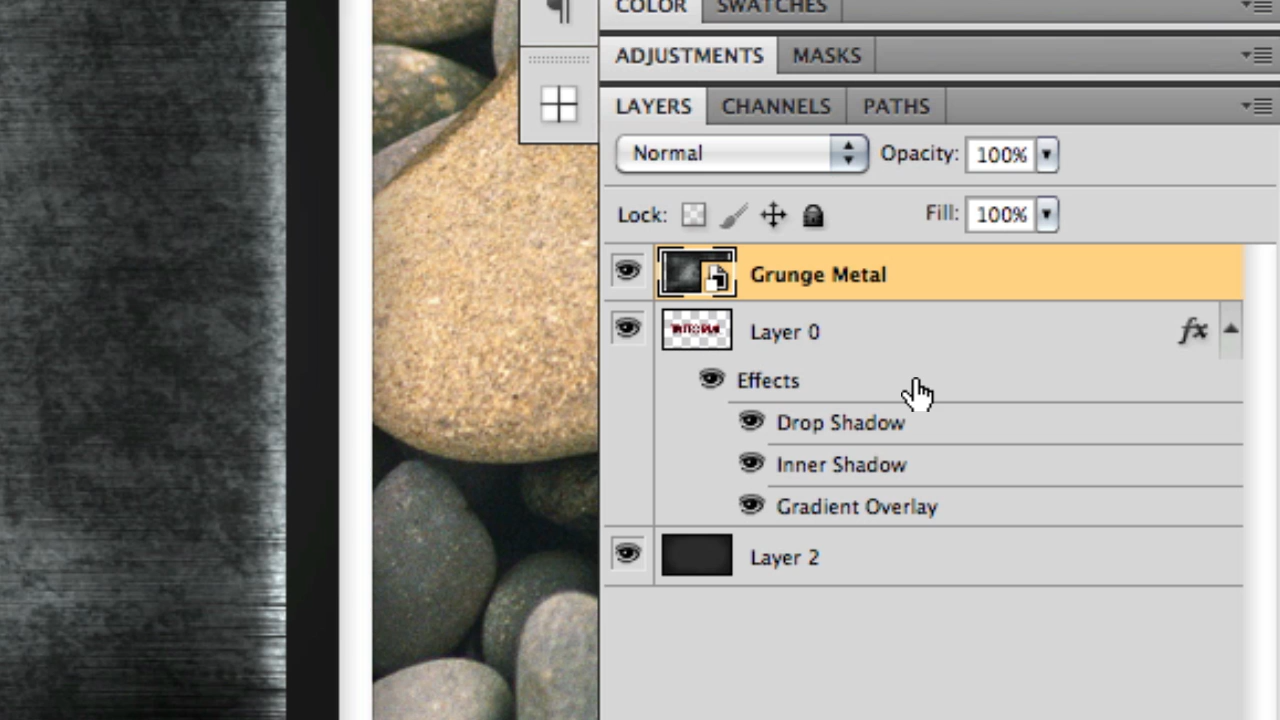 COLOR SWATCHES
ADJUSTMENTS MASKS
LAYERS CHANNELS PATHS
Normal Opacity: 100%
Lock: Fill: 100%
Grunge Metal
Layer 0 fx
Effects
Drop Shadow
Inner Shadow
Gradient Overlay
Layer 2